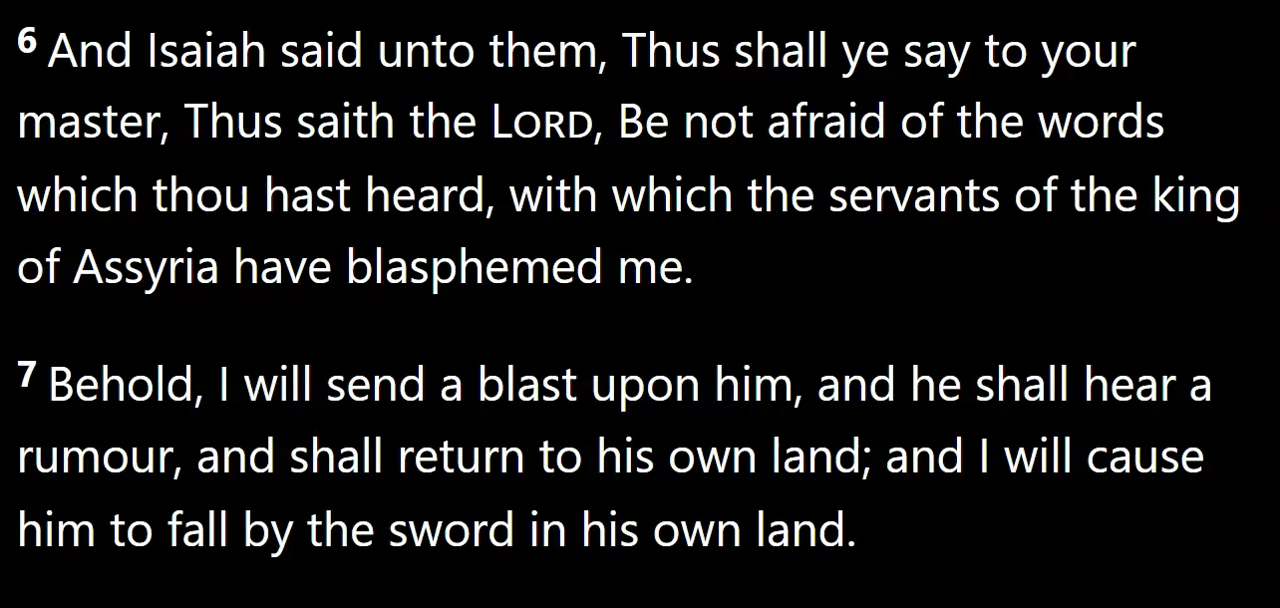 6 And Isaiah said unto them, Thus shall ye say to your
master, Thus saith the LORD, Be not afraid of the words
which thou hast heard, with which the servants of the king
of Assyria have blasphemed me.
7 Behold, I will send a blast upon him, and he shall hear a
rumour, and shall return to his own land; and I will cause
him to fall by the sword in his own land.